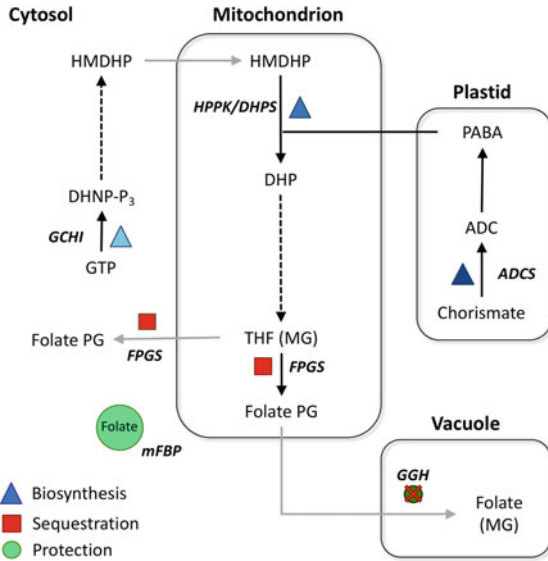 Cytosol
Mitochondrion
HMDHP
HMDHP
HPPK/DHPS
Plastid
PABA
DHP
DHNP-P₃
GCHI
GTP
ADC
ADCS
Chorismate
Folate PG
FPGS
THF (MG)
FPGS
Folate PG
Folate
mFBP
Vacuole
GGH
Folate
(MG)
Biosynthesis
Sequestration
Protection